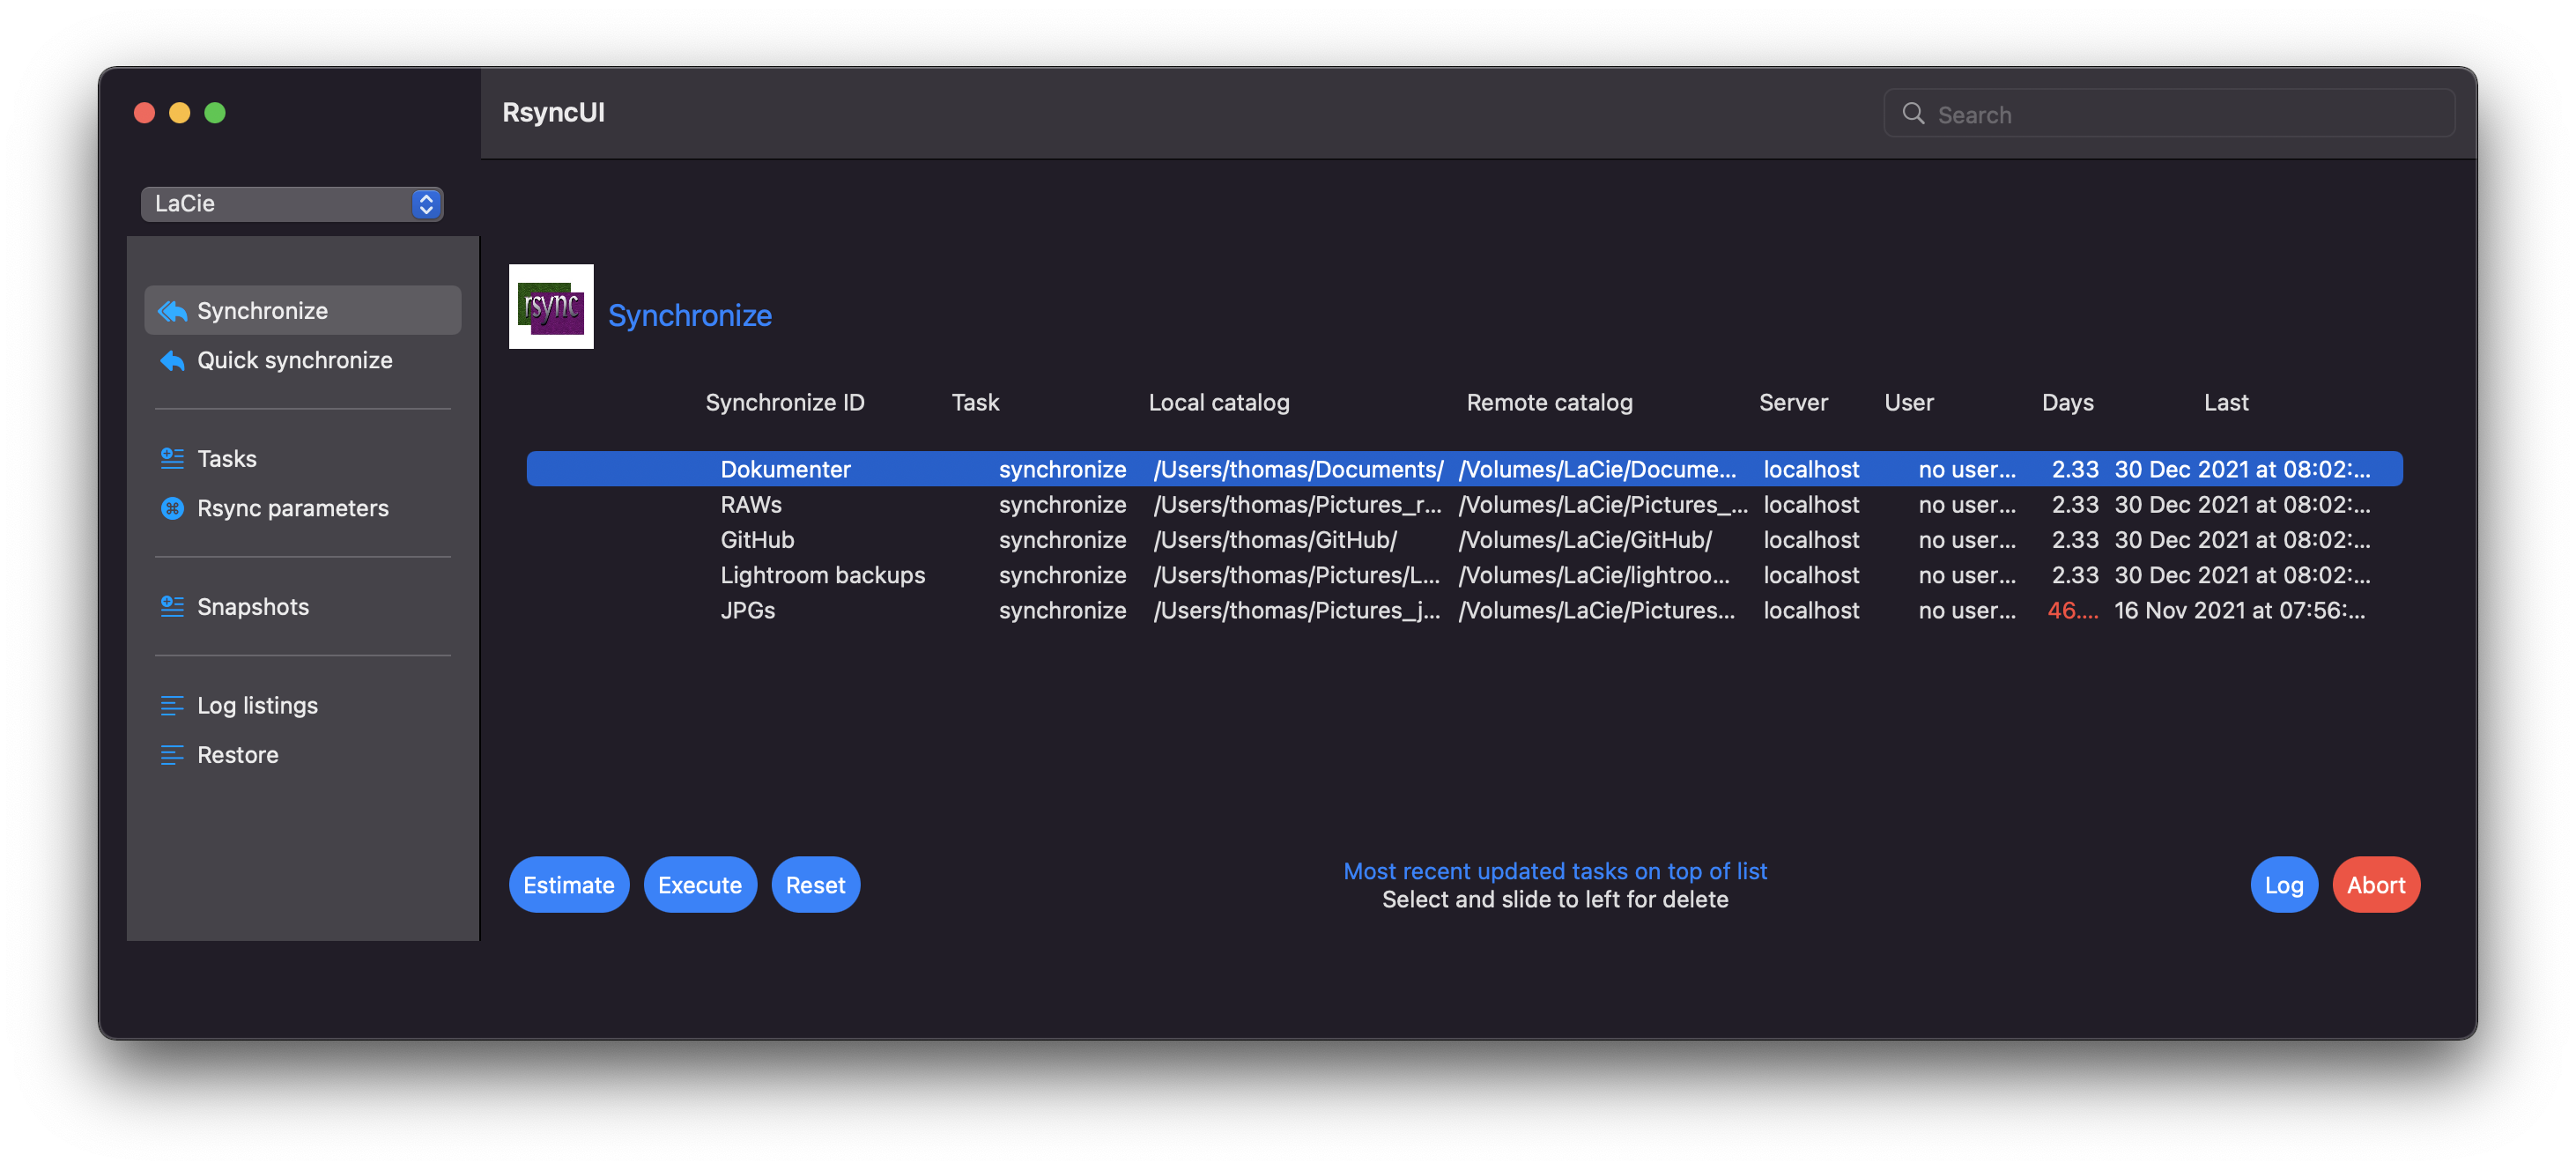 RsyncUI
Search
LaCie
Synchronize
Quick synchronize
Tasks
Rsync parameters
Snapshots
Log listings
Restore
rsync
Synchronize
Synchronize ID Task Local catalog Remote catalog Server User Days Last
Dokumenter synchronize /Users/thomas/Documents/ /Volumes/LaCie/Docume... localhost no user... 2.33 30 Dec 2021 at 08:02:...
RAWs synchronize /Users/thomas/Pictures_r... /Volumes/LaCie/Pictures_... localhost no user... 2.33 30 Dec 2021 at 08:02:...
GitHub synchronize /Users/thomas/GitHub/ /Volumes/LaCie/GitHub/ localhost no user... 2.33 30 Dec 2021 at 08:02:...
Lightroom backups synchronize /Users/thomas/Pictures/L... /Volumes/LaCie/lightroo... localhost no user... 2.33 30 Dec 2021 at 08:02:...
JPGs synchronize /Users/thomas/Pictures_j... /Volumes/LaCie/Pictures... localhost no user... 46.... 16 Nov 2021 at 07:56:...
Estimate Execute Reset
Most recent updated tasks on top of list
Select and slide to left for delete
Log Abort